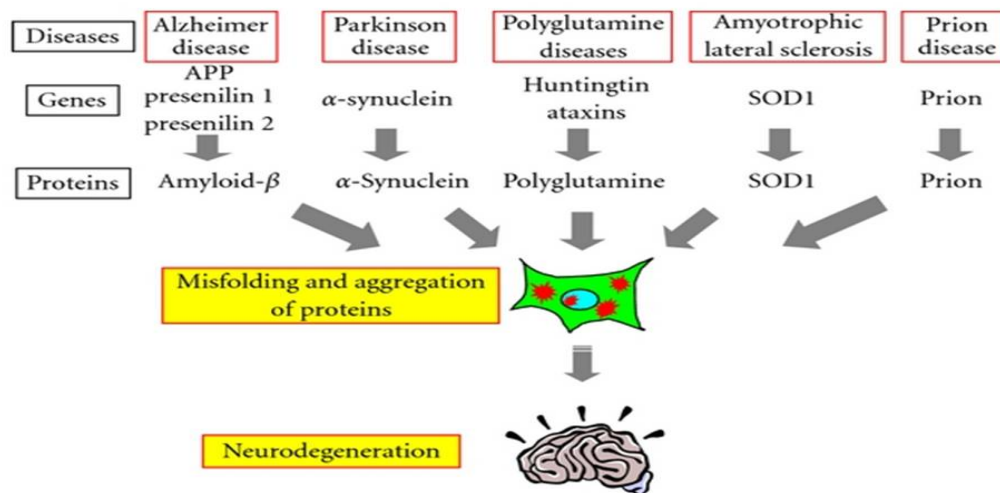 Diseases
Alzheimer
disease
Parkinson
disease
Polyglutamine
diseases
Amyotrophic
lateral sclerosis
Prion
disease
Genes
APP
presenilin 1
presenilin 2
α-synuclein
Huntingtin
ataxins
SOD1
Prion
Proteins
Amyloid-β
α-Synuclein
Polyglutamine
SOD1
Prion
Misfolding and aggregation
of proteins
Neurodegeneration